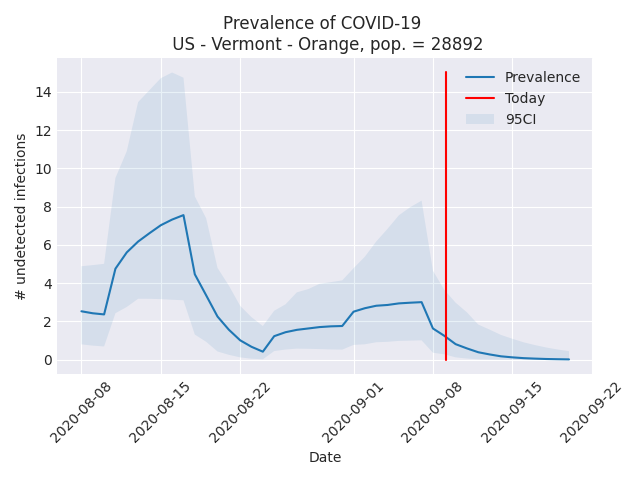 Prevalence of COVID-19
US - Vermont - Orange, pop. = 28892
Prevalence
Today
95CI
# undetected infections
14
12
10
8
6
4
2
0
2020-08-08
2020-08-15
2020-08-22
2020-09-01
2020-09-08
2020-09-15
2020-09-22
Date